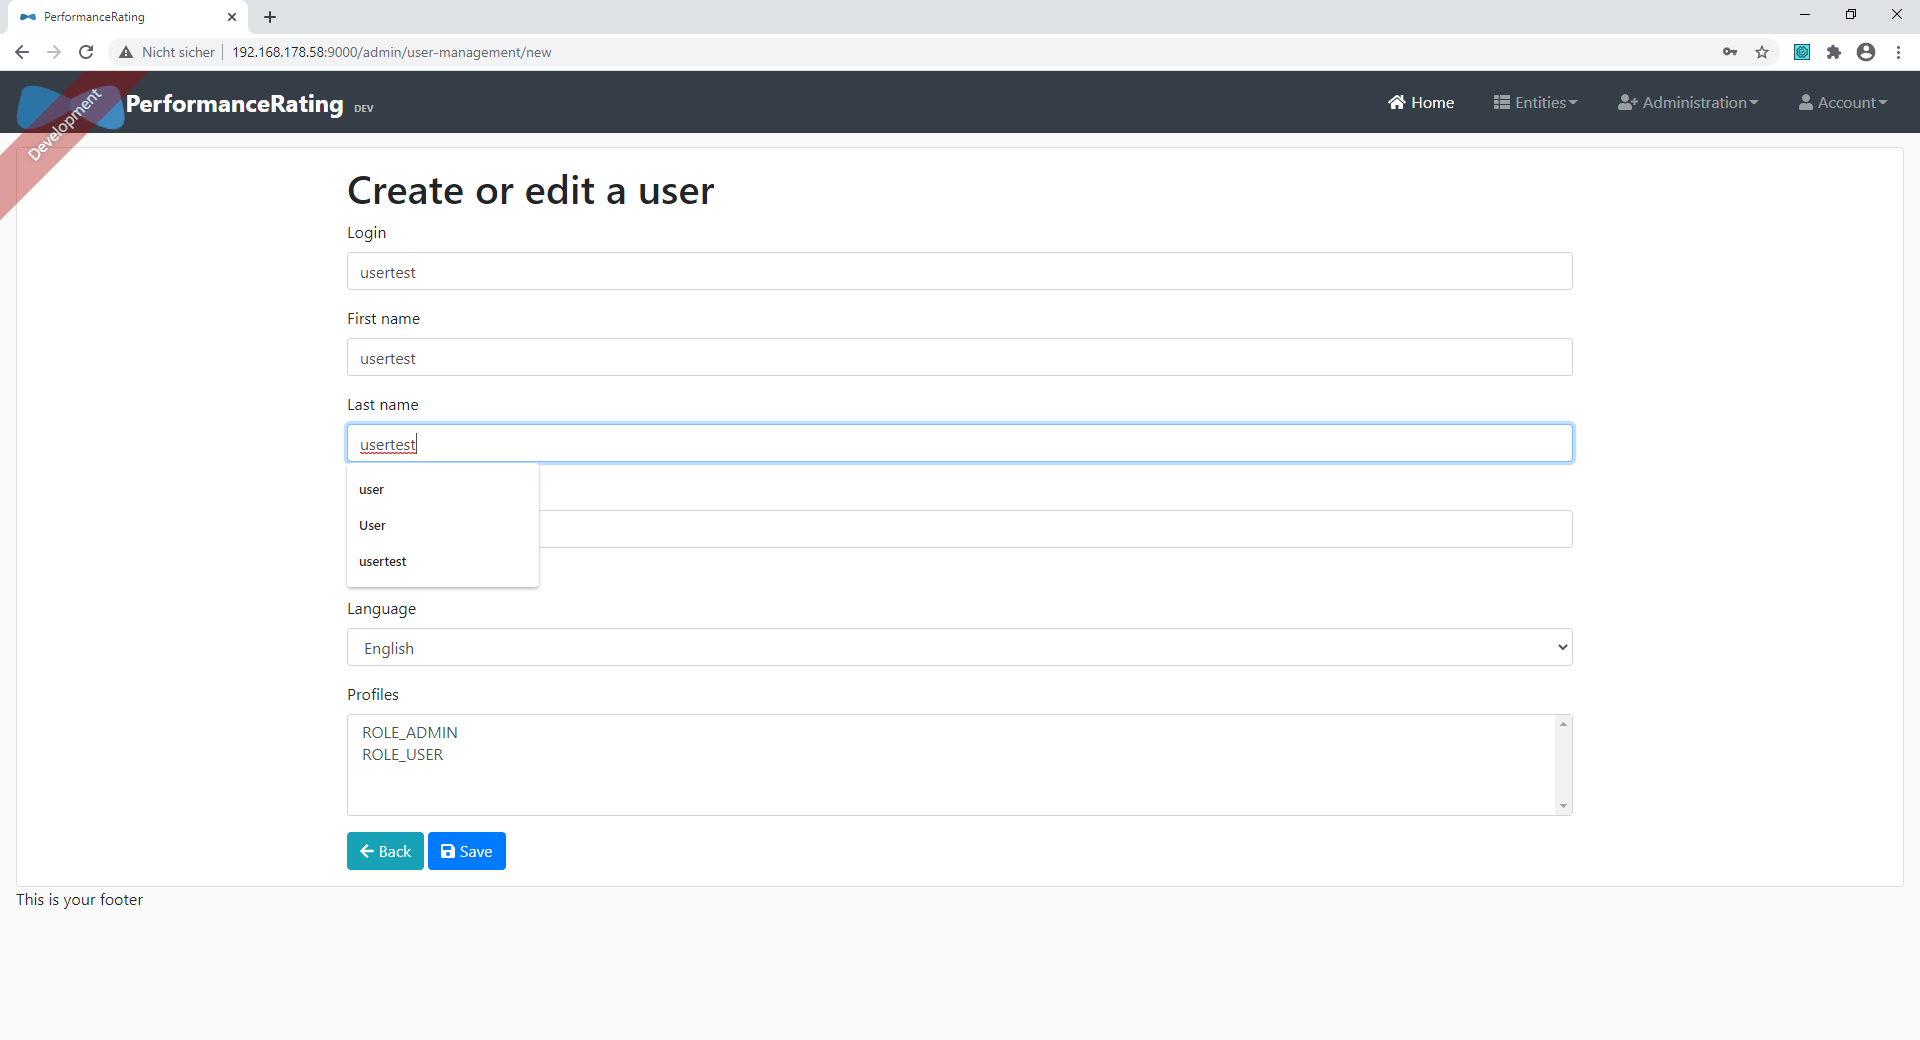 PerformanceRating
Nicht sicher
192.168.178.58:9000/admin/user-management/new
Development
PerformanceRating DEV
Home
Entities
Administration
Account
Create or edit a user
Login
usertest
First name
usertest
Last name
usertest
user
User
usertest
Language
English
Profiles
ROLE_ADMIN
ROLE_USER
Back
Save
This is your footer